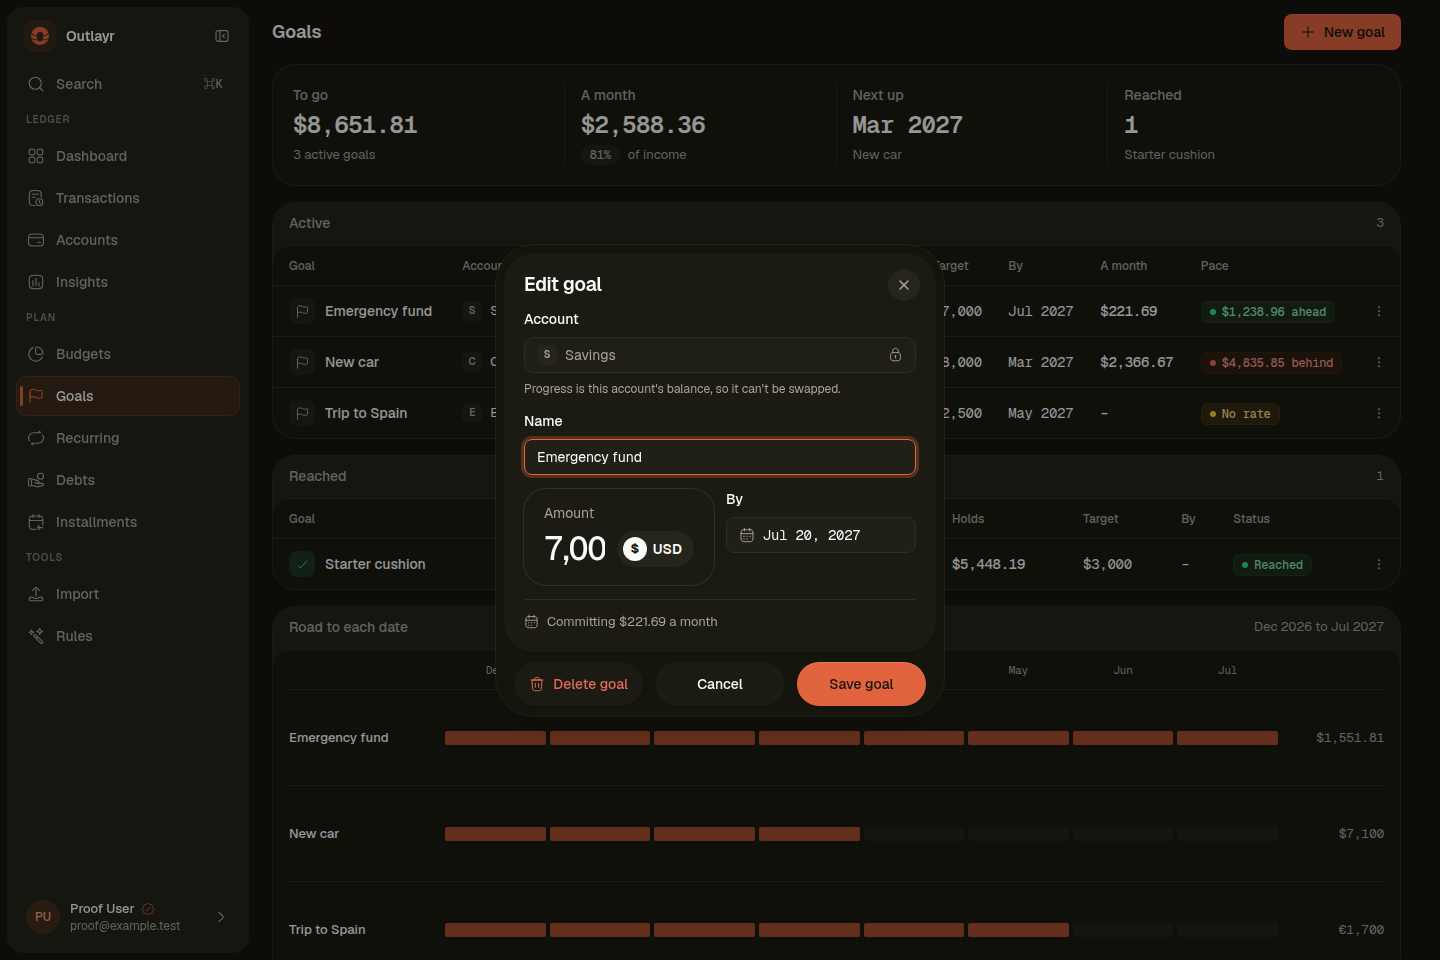 Outlayr
Search ⌘K
LEDGER
Dashboard
Transactions
Accounts
Insights
PLAN
Budgets
Goals
Recurring
Debts
Installments
TOOLS
Import
Rules
PU
Proof User
proof@example.test
Goals
New goal
To go
$8,651.81
3 active goals
A month
$2,588.36
81% of income
Next up
Mar 2027
New car
Reached
1
Starter cushion
Active 3
Goal By A month Pace
Emergency fund S Jul 2027 $221.69 $1,238.96 ahead
New car C Mar 2027 $2,366.67 $4,835.85 behind
Trip to Spain E May 2027 – No rate
Reached 1
Goal Holds Target By Status
Starter cushion $5,448.19 $3,000 – Reached
Road to each date Dec 2026 to Jul 2027
May Jun Jul
Emergency fund $1,551.81
New car $7,100
Trip to Spain €1,700
Edit goal
Account
S Savings
Progress is this account's balance, so it can't be swapped.
Name
Emergency fund
Amount
7,00 $ USD
By
Jul 20, 2027
Committing $221.69 a month
Delete goal
Cancel
Save goal